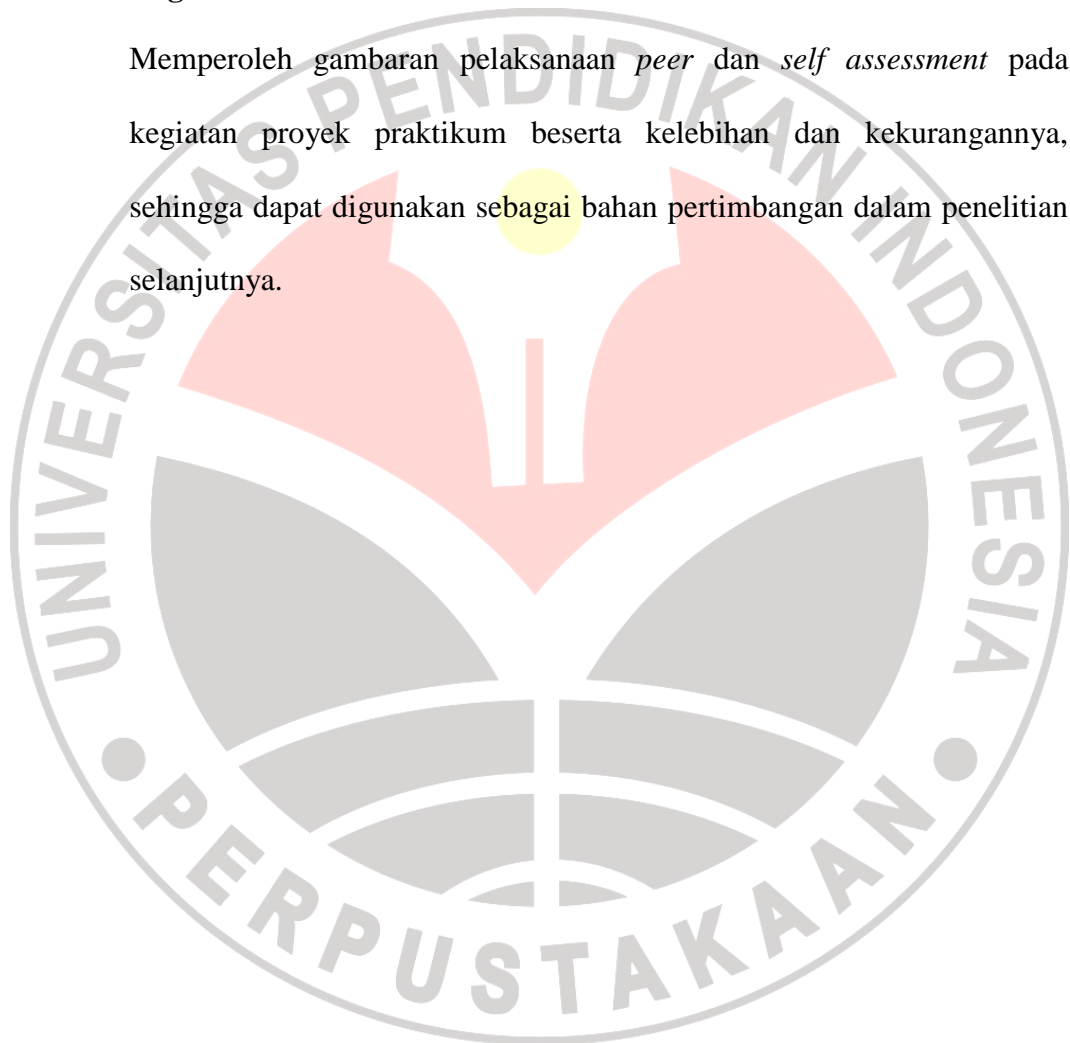 Memperoleh gambaran pelaksanaan peer dan self assessment pada
kegiatan proyek praktikum beserta kelebihan dan kekurangannya,
sehingga dapat digunakan sebagai bahan pertimbangan dalam penelitian
selanjutnya.
UNIVERSITAS PENDIDIKAN INDONESIA
PERPUSTAKAAN